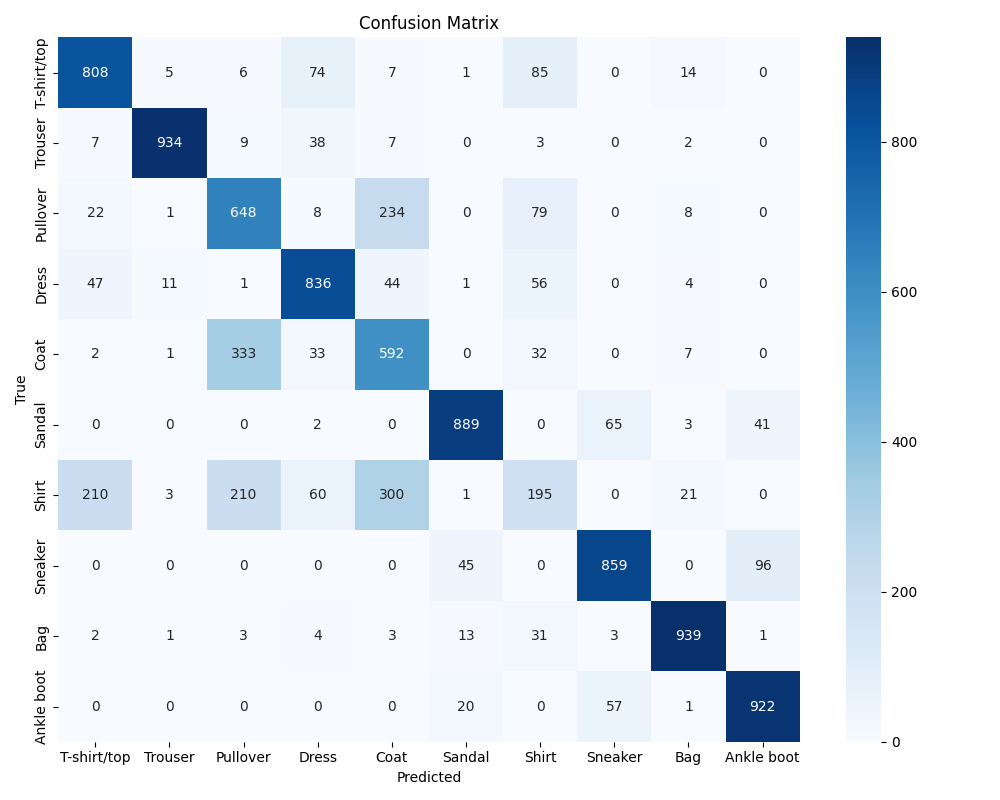 Confusion Matrix
True
T-shirt/top 808 5 6 74 7 1 85 0 14 0
Trouser 7 934 9 38 7 0 3 0 2 0
Pullover 22 1 648 8 234 0 79 0 8 0
Dress 47 11 1 836 44 1 56 0 4 0
Coat 2 1 333 33 592 0 32 0 7 0
Sandal 0 0 0 2 0 889 0 65 3 41
Shirt 210 3 210 60 300 1 195 0 21 0
Sneaker 0 0 0 0 0 45 0 859 0 96
Bag 2 1 3 4 3 13 31 3 939 1
Ankle boot 0 0 0 0 0 20 0 57 1 922
T-shirt/top Trouser Pullover Dress Coat Sandal Shirt Sneaker Bag Ankle boot
Predicted
800
600
400
200
0